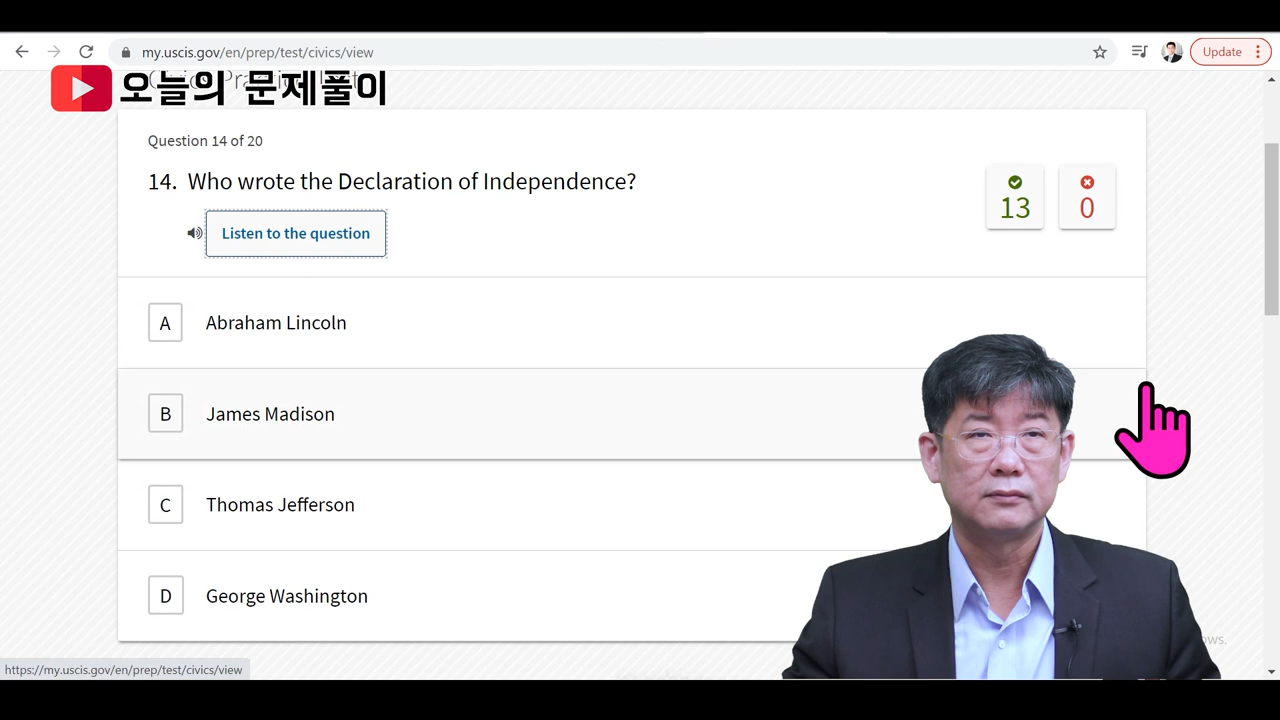 my.uscis.gov/en/prep/test/civics/view
Update
오늘의 문제풀이
Question 14 of 20
14. Who wrote the Declaration of Independence?
13
0
Listen to the question
A Abraham Lincoln
B James Madison
C Thomas Jefferson
D George Washington
https://my.uscis.gov/en/prep/test/civics/view